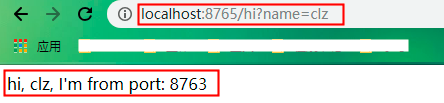 localhost:8765/hi?name=clz
应用
hi, clz, I'm from port: 8763